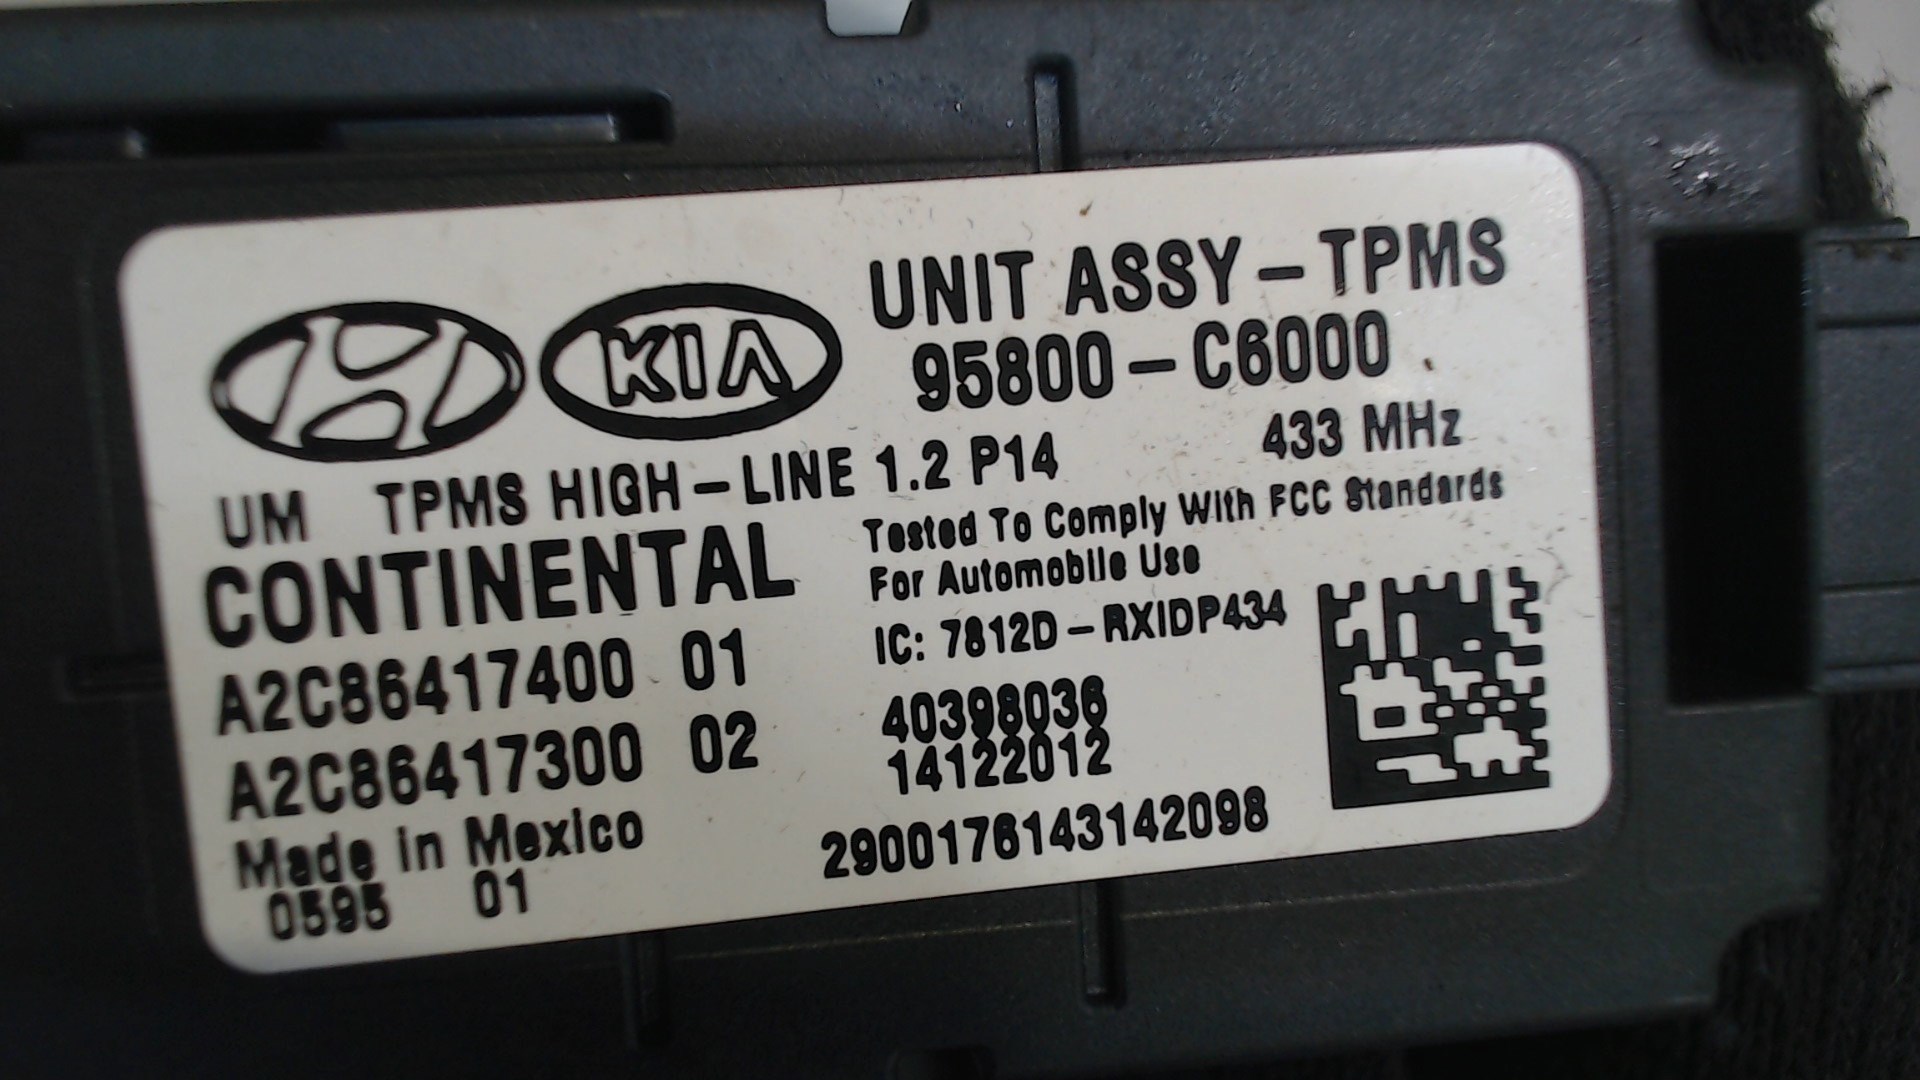 KIA
UNIT ASSY-TPMS
95800-C6000
433 MHz
UM TPMS HIGH-LINE 1.2 P14
CONTINENTAL
Tested To Comply With FCC Standards
For Automobile Use
IC: 7812D-RXIDP434
A2C86417400 01
A2C86417300 02
40398036
14122012
Made in Mexico
0595 01
2900176143142098